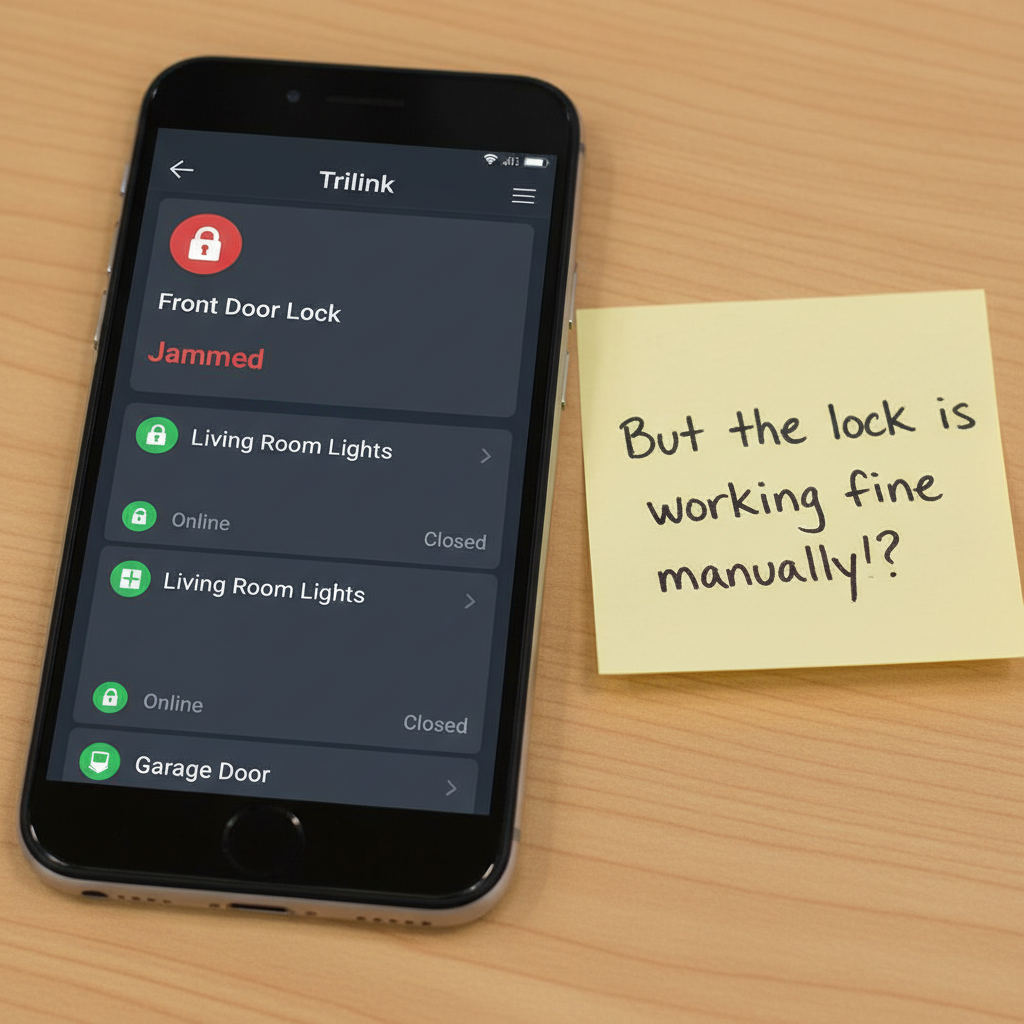 Trilink
Front Door Lock
Jammed
Living Room Lights
Online
Closed
Living Room Lights
Online
Closed
Garage Door
But the lock is
working fine
manually!?